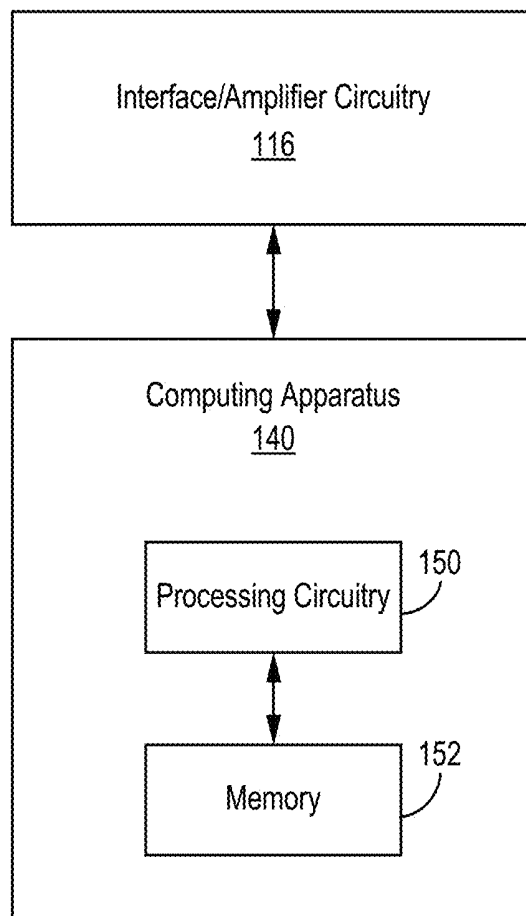 Interface/Amplifier Circuitry
116
Computing Apparatus
140
150
Processing Circuitry
152
Memory